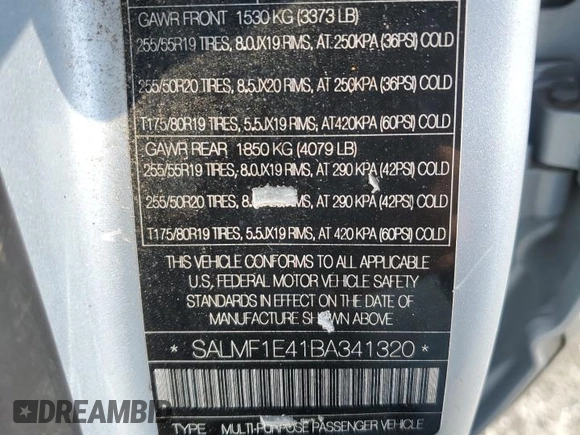 GAWR FRONT 1530 KG (3373 LB)
255/55R19 TIRES, 8.0JX19 RIMS, AT 250KPA (36PSI) COLD
255/50R20 TIRES, 8.5JX20 RIMS, AT 250KPA (36PSI) COLD
T175/80R19 TIRES, 5.5JX19 RIMS, AT420KPA (60PSI) COLD
GAWR REAR 1850 KG (4079 LB)
255/55R19 TIRES, 8.0JX19 RIMS, AT 290 KPA (42PSI) COLD
255/50R20 TIRES, RIMS, AT 290 KPA (42PSI) COLD
T175/80R19 TIRES, 5.5JX19 RIMS, AT 420 KPA (60PSI) COLD
THIS VEHICLE CONFORMS TO ALL APPLICABLE
U.S. FEDERAL MOTOR VEHICLE SAFETY
STANDARDS IN EFFECT ON THE DATE OF
MANUFACTURE SHOWN ABOVE
* SALMF1E41BA341320 *
TYPE MULTI-PURPOSE PASSENGER VEHICLE
DREAMBID